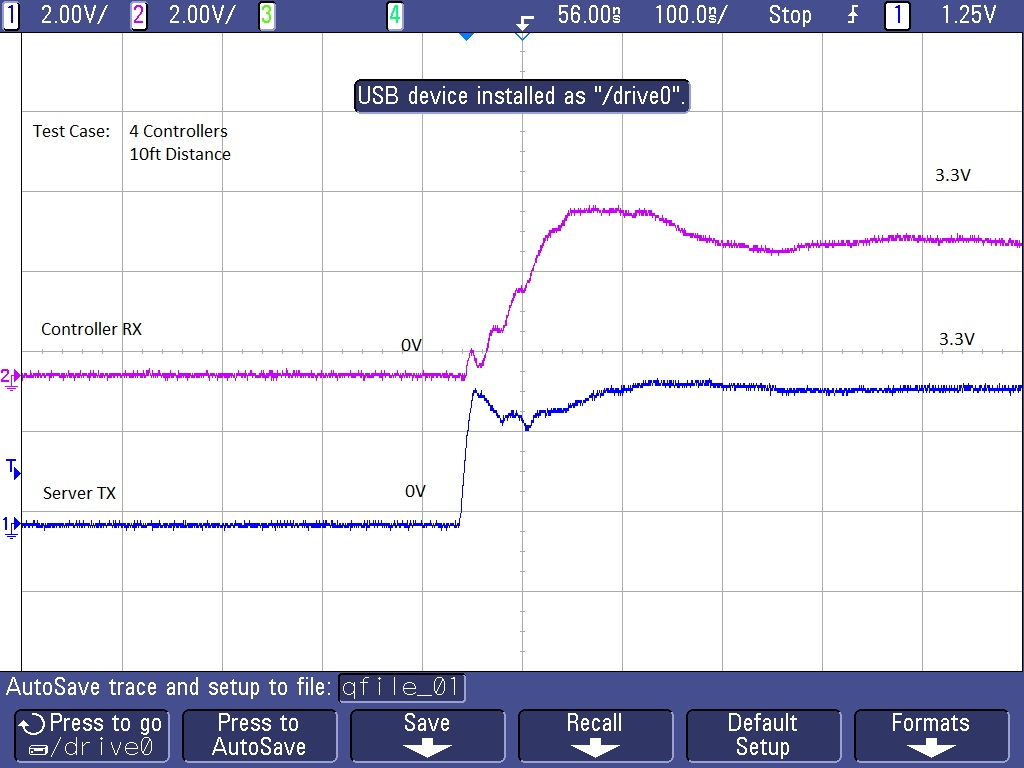 1 2.00V/ 2 2.00V/ 3 4 56.00ns 100.0ns/ Stop 1 1.25V
USB device installed as "/drive0".
Test Case: 4 Controllers
10ft Distance
3.3V
Controller RX
0V
3.3V
2
T
Server TX
0V
1
AutoSave trace and setup to file: qfile_01
Press to go
/drive0
Press to
AutoSave
Save
Recall
Default
Setup
Formats